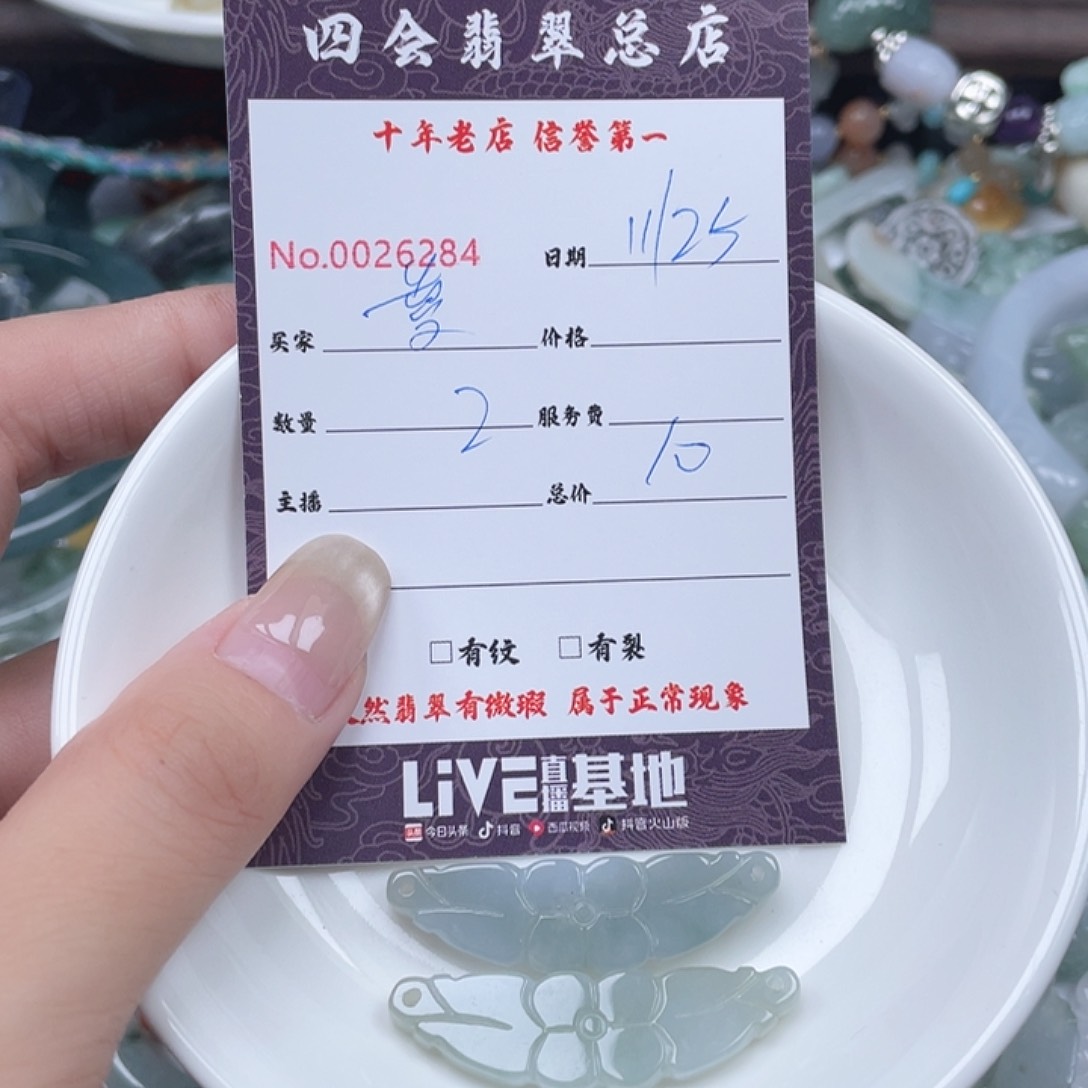 四会翡翠总店
十年老店 信誉第一
No.0026284 日期 11/25
买家 价格
数量 2 服务费
主播 总价 10
□有纹 □有裂
然翡翠有微瑕 属于正常现象
LiVE直播基地
头条 今日头条 抖音 西瓜视频 抖音火山版